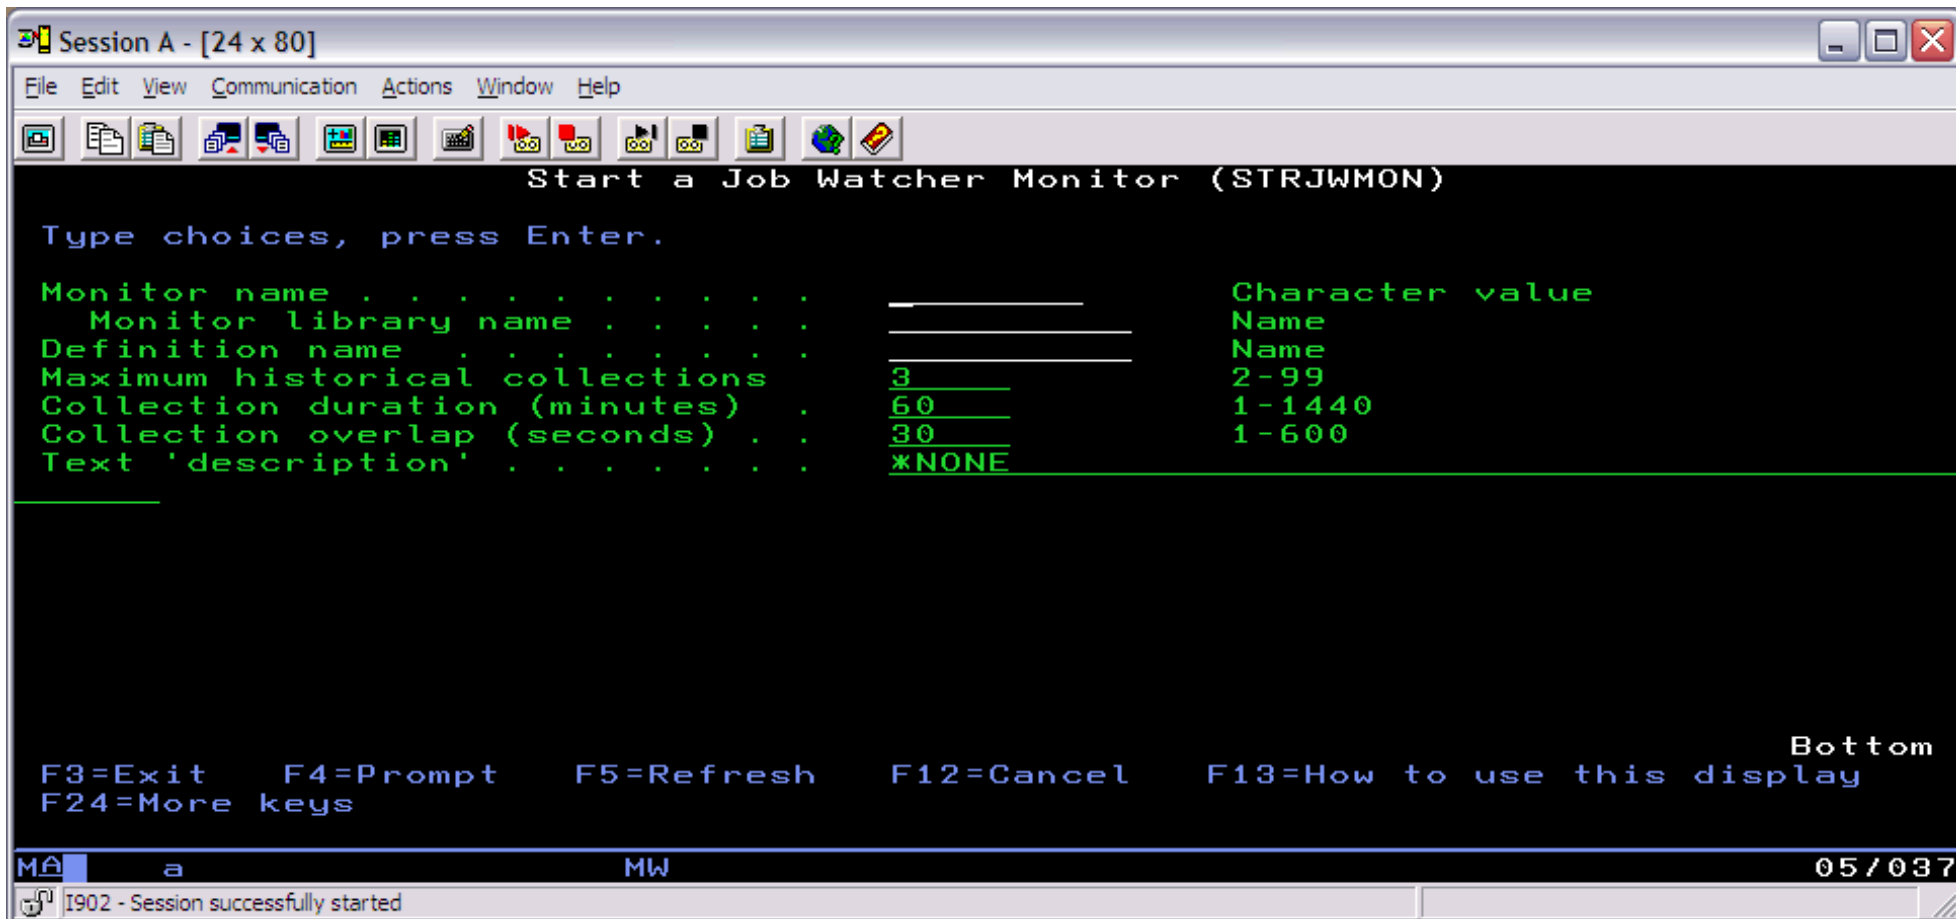 Session A - [24 x 80]
File Edit View Communication Actions Window Help
Start a Job Watcher Monitor (STRJWMON)
Type choices, press Enter.
Monitor name . . . . . . . . . . Character value
Monitor library name . . . . . Name
Definition name . . . . . . . . Name
Maximum historical collections 3 2-99
Collection duration (minutes) . 60 1-1440
Collection overlap (seconds) . . 30 1-600
Text 'description' . . . . . . . *NONE
Bottom
F3=Exit F4=Prompt F5=Refresh F12=Cancel F13=How to use this display
F24=More keys
MA a MW 05/037
I902 - Session successfully started